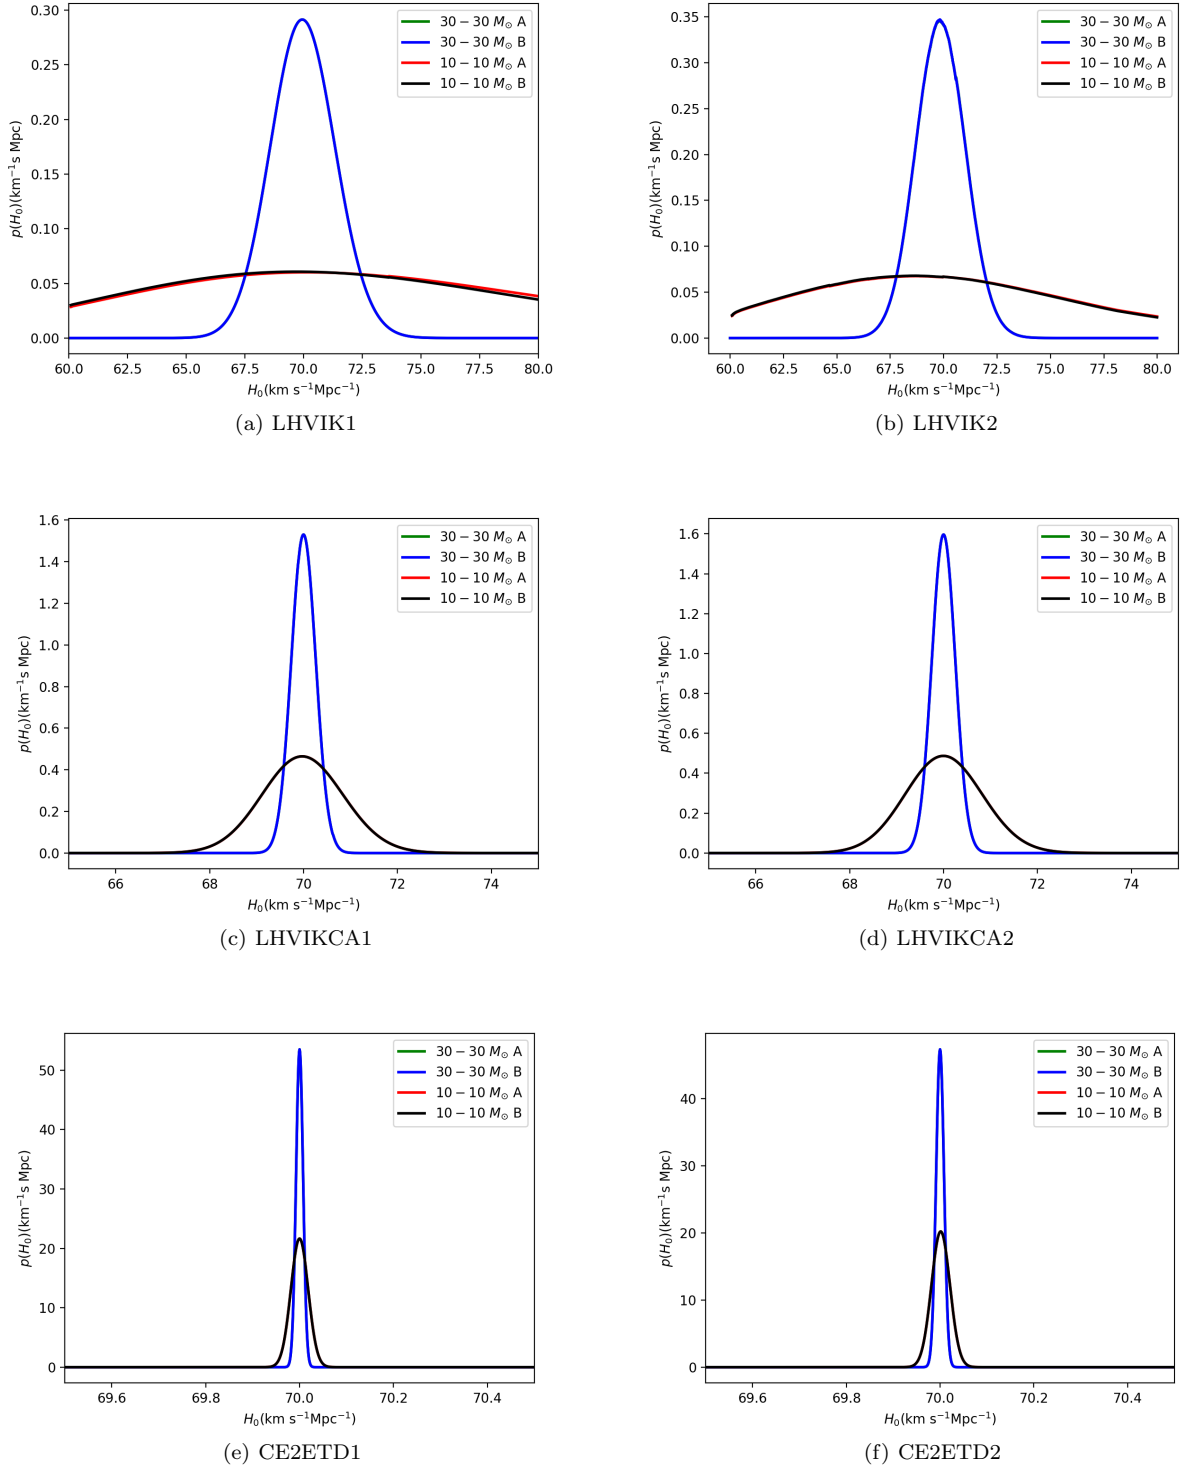 0.30
0.25
0.20
0.15
0.10
0.05
0.00
p(H₀)(km⁻¹s Mpc)
30 − 30 M⊙ A
30 − 30 M⊙ B
10 − 10 M⊙ A
10 − 10 M⊙ B
60.0 62.5 65.0 67.5 70.0 72.5 75.0 77.5 80.0
H₀(km s⁻¹Mpc⁻¹)
(a) LHVIK1
0.35
0.30
0.25
0.20
0.15
0.10
0.05
0.00
p(H₀)(km⁻¹s Mpc)
30 − 30 M⊙ A
30 − 30 M⊙ B
10 − 10 M⊙ A
10 − 10 M⊙ B
60.0 62.5 65.0 67.5 70.0 72.5 75.0 77.5 80.0
H₀(km s⁻¹Mpc⁻¹)
(b) LHVIK2
1.6
1.4
1.2
1.0
0.8
0.6
0.4
0.2
0.0
p(H₀)(km⁻¹s Mpc)
30 − 30 M⊙ A
30 − 30 M⊙ B
10 − 10 M⊙ A
10 − 10 M⊙ B
66 68 70 72 74
H₀(km s⁻¹Mpc⁻¹)
(c) LHVIKCA1
1.6
1.4
1.2
1.0
0.8
0.6
0.4
0.2
0.0
p(H₀)(km⁻¹s Mpc)
30 − 30 M⊙ A
30 − 30 M⊙ B
10 − 10 M⊙ A
10 − 10 M⊙ B
66 68 70 72 74
H₀(km s⁻¹Mpc⁻¹)
(d) LHVIKCA2
50
40
30
20
10
0
p(H₀)(km⁻¹s Mpc)
30 − 30 M⊙ A
30 − 30 M⊙ B
10 − 10 M⊙ A
10 − 10 M⊙ B
69.6 69.8 70.0 70.2 70.4
H₀(km s⁻¹Mpc⁻¹)
(e) CE2ETD1
40
30
20
10
0
p(H₀)(km⁻¹s Mpc)
30 − 30 M⊙ A
30 − 30 M⊙ B
10 − 10 M⊙ A
10 − 10 M⊙ B
69.6 69.8 70.0 70.2 70.4
H₀(km s⁻¹Mpc⁻¹)
(f) CE2ETD2